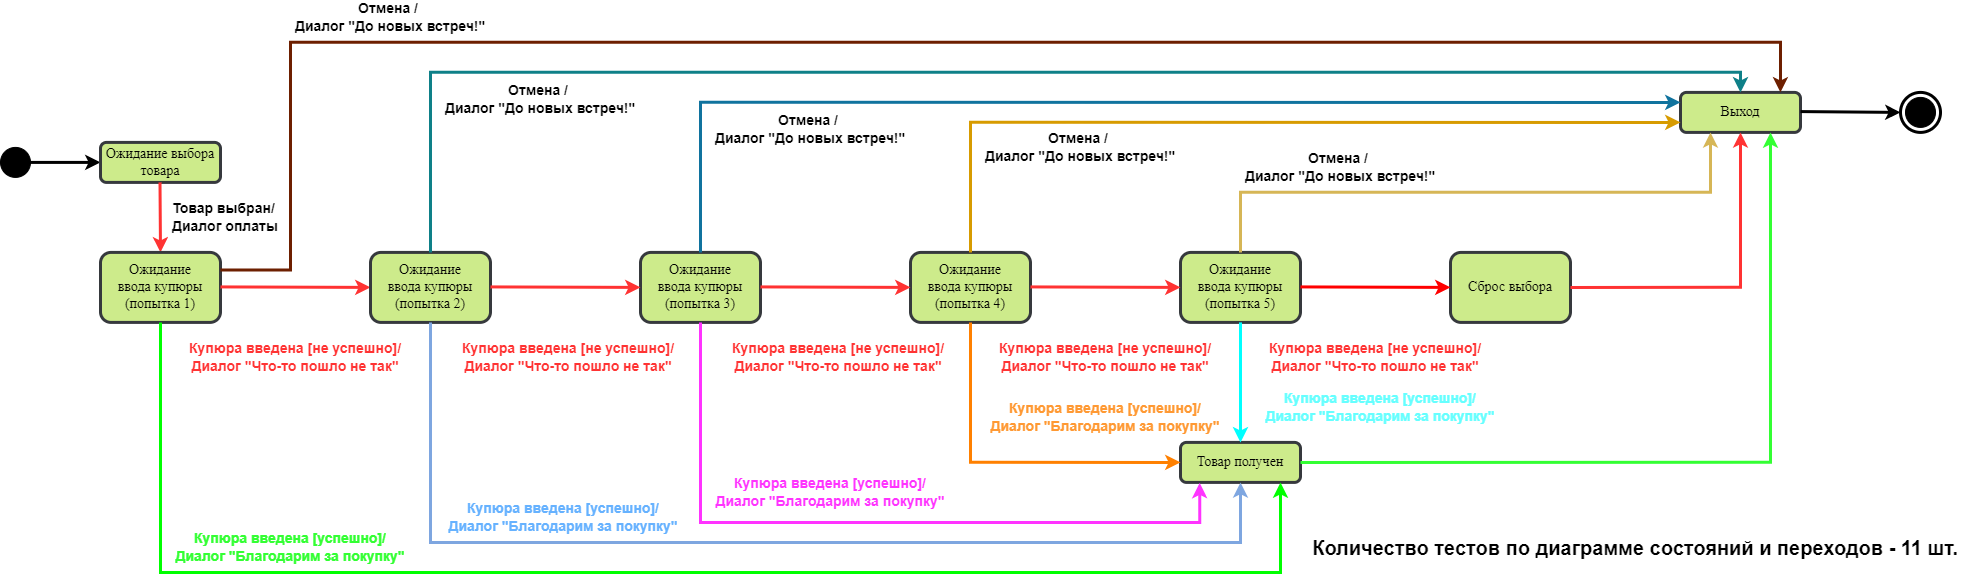 Отмена /
Диалог "До новых встреч!"
Отмена /
Диалог "До новых встреч!"
Отмена /
Диалог "До новых встреч!"
Отмена /
Диалог "До новых встреч!"
Отмена /
Диалог "До новых встреч!"
Выход
Ожидание выбора
товара
Товар выбран/
Диалог оплаты
Ожидание
ввода купюры
(попытка 1)
Ожидание
ввода купюры
(попытка 2)
Ожидание
ввода купюры
(попытка 3)
Ожидание
ввода купюры
(попытка 4)
Ожидание
ввода купюры
(попытка 5)
Сброс выбора
Купюра введена [не успешно]/
Диалог "Что-то пошло не так"
Купюра введена [не успешно]/
Диалог "Что-то пошло не так"
Купюра введена [не успешно]/
Диалог "Что-то пошло не так"
Купюра введена [не успешно]/
Диалог "Что-то пошло не так"
Купюра введена [не успешно]/
Диалог "Что-то пошло не так"
Купюра введена [успешно]/
Диалог "Благодарим за покупку"
Купюра введена [успешно]/
Диалог "Благодарим за покупку"
Товар получен
Купюра введена [успешно]/
Диалог "Благодарим за покупку"
Купюра введена [успешно]/
Диалог "Благодарим за покупку"
Купюра введена [успешно]/
Диалог "Благодарим за покупку"
Количество тестов по диаграмме состояний и переходов - 11 шт.